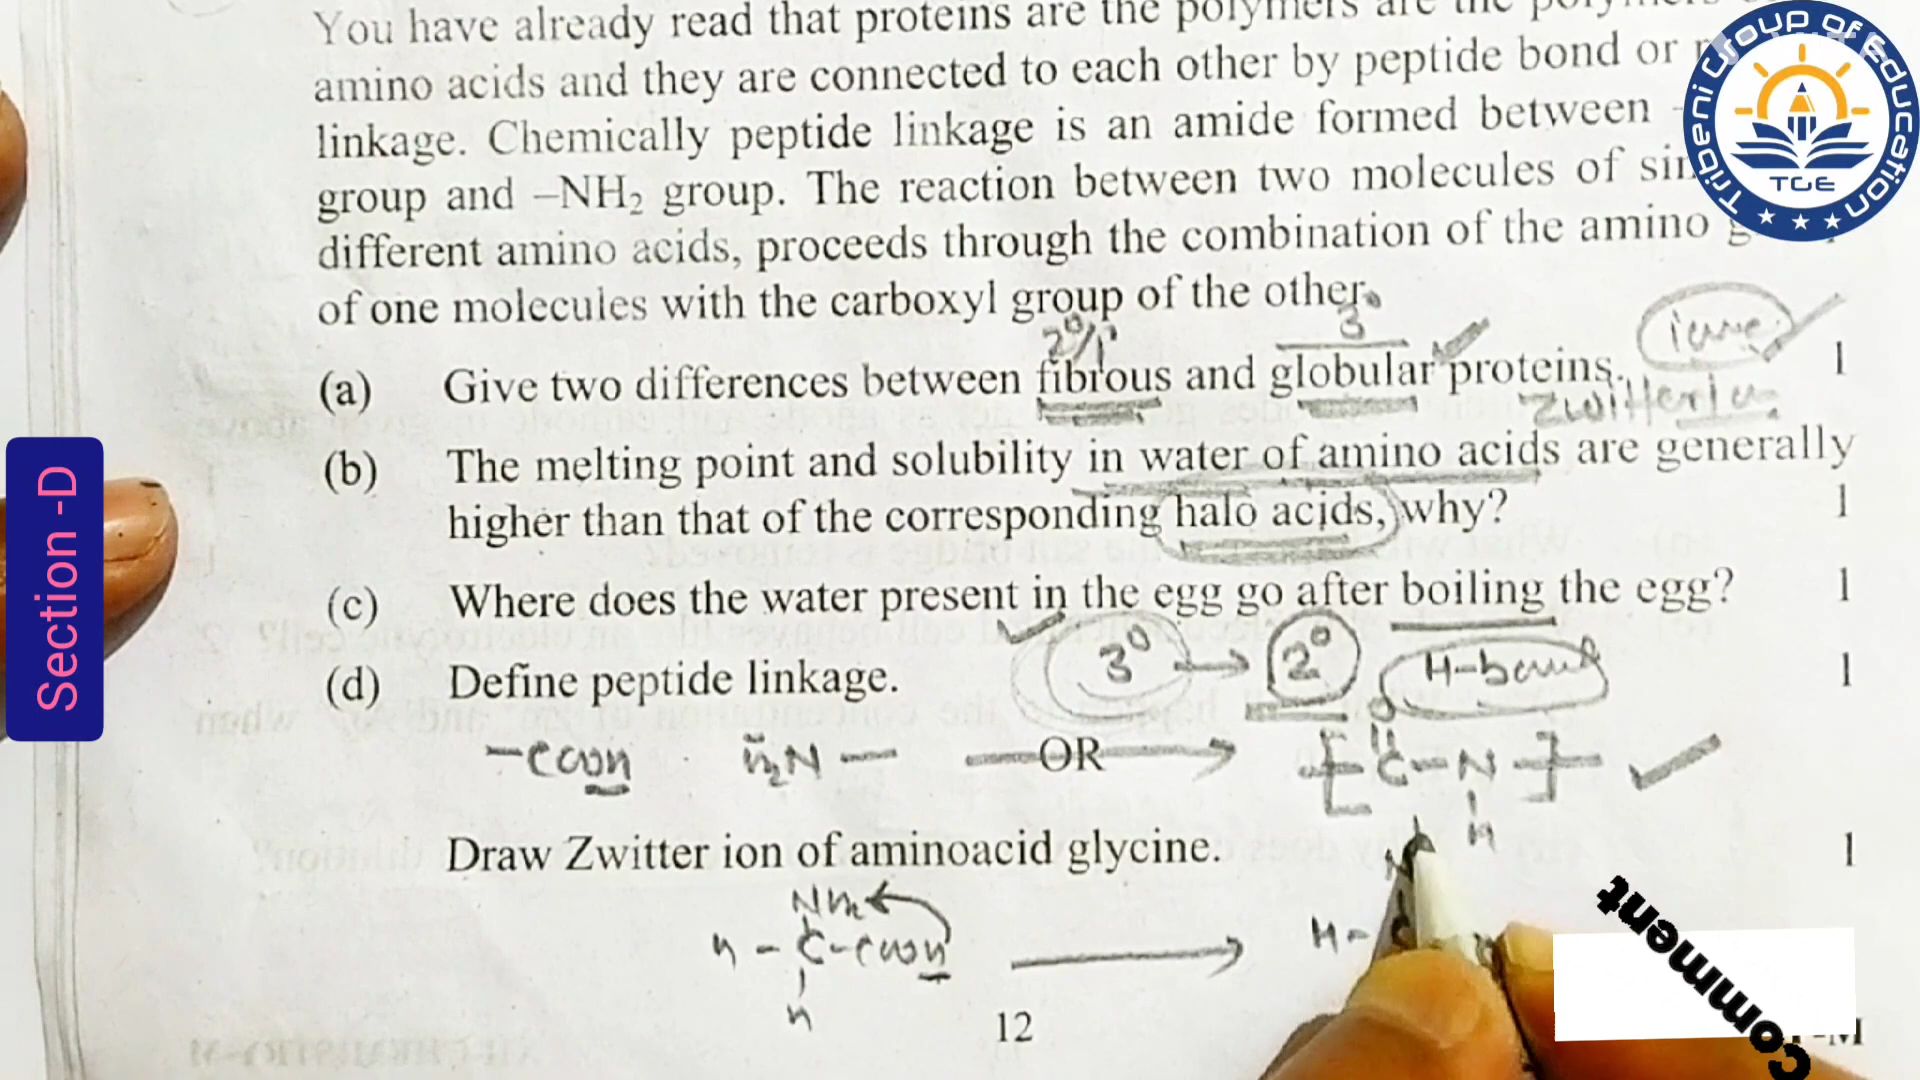 You have already read that proteins are the polymers are the polymers
amino acids and they are connected to each other by peptide bond or
linkage. Chemically peptide linkage is an amide formed between
group and –NH₂ group. The reaction between two molecules of
different amino acids, proceeds through the combination of the amino
of one molecules with the carboxyl group of the other.
2° 3°
(a) Give two differences between fibrous and globular proteins. 1
(b) The melting point and solubility in water of amino acids are generally
higher than that of the corresponding halo acids, why? 1
(c) Where does the water present in the egg go after boiling the egg? 1
3° → 2° H-bond
(d) Define peptide linkage. 1
OR
Draw Zwitter ion of aminoacid glycine. 1
12
Section -D
Tribeni Group of Education
TGE
Comment